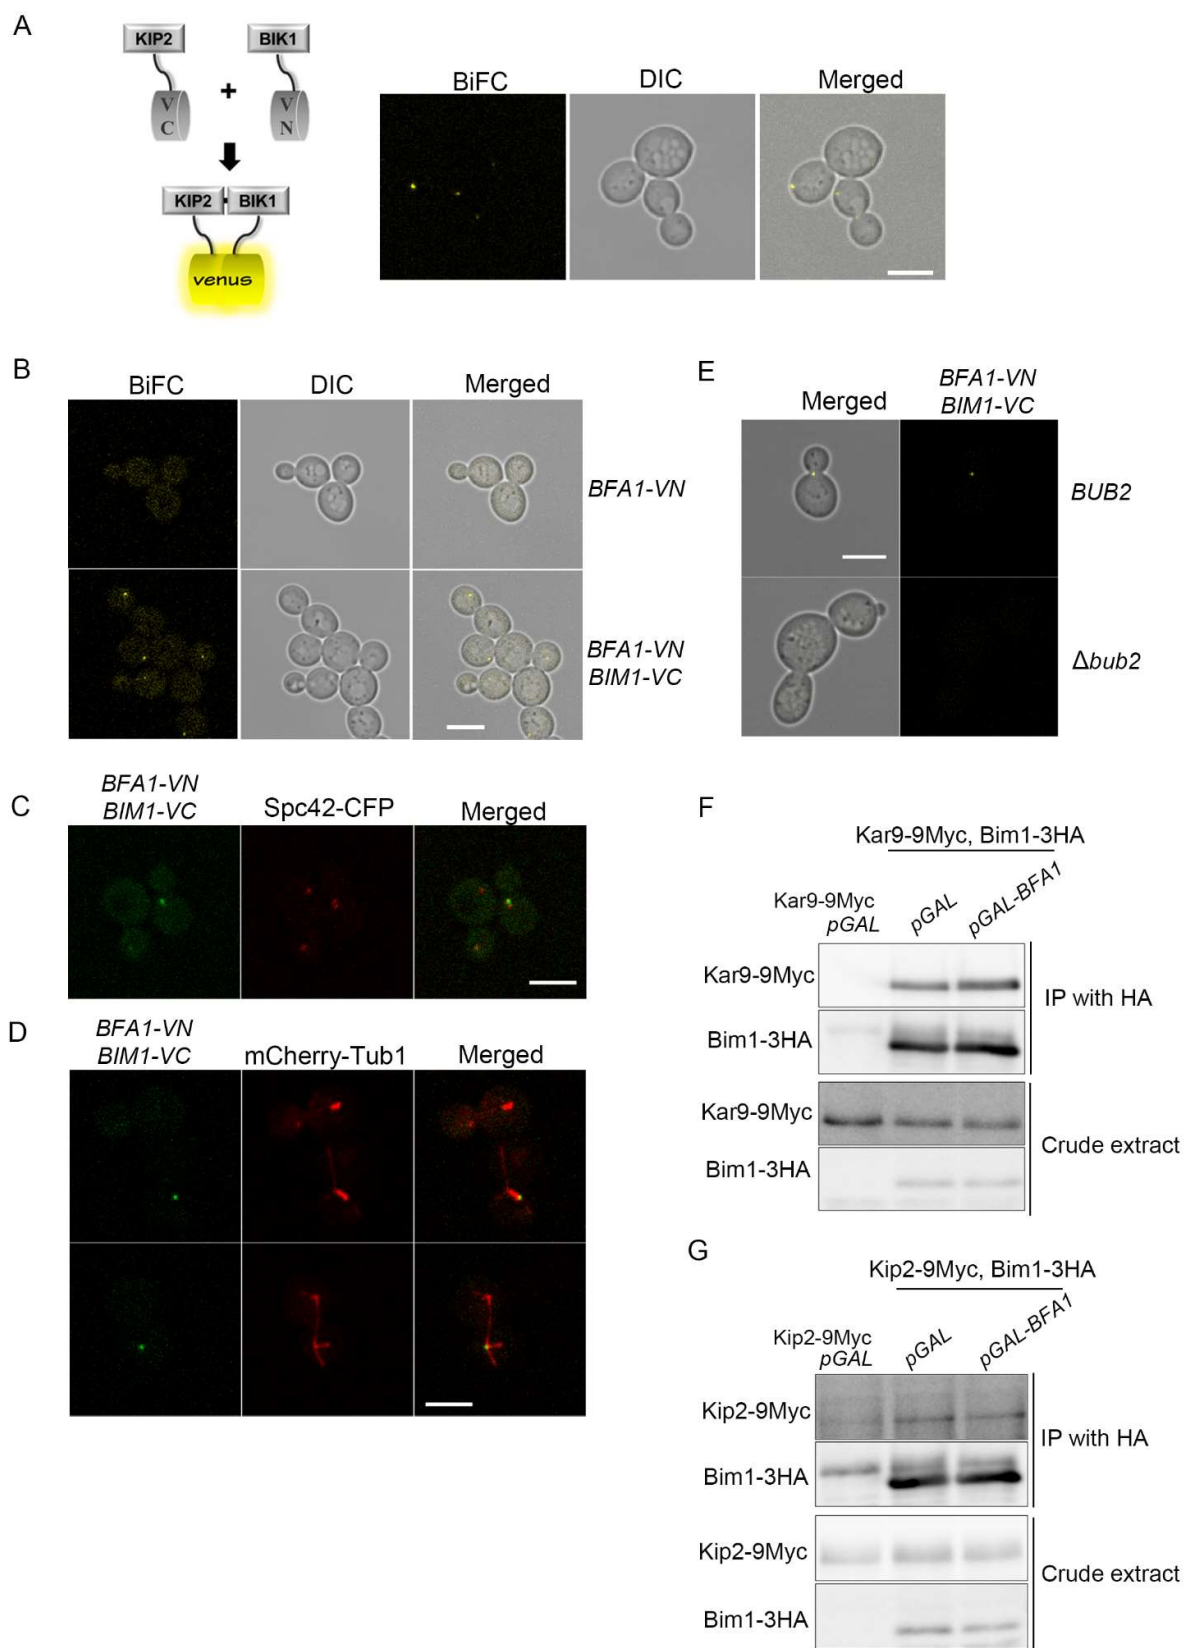 A
KIP2
BIK1
V
C
+
V
N
KIP2
BIK1
venus
BiFC
DIC
Merged
B
BiFC
DIC
Merged
BFA1-VN
BFA1-VN
BIM1-VC
E
Merged
BFA1-VN
BIM1-VC
BUB2
Δbub2
C
BFA1-VN
BIM1-VC
Spc42-CFP
Merged
D
BFA1-VN
BIM1-VC
mCherry-Tub1
Merged
F
Kar9-9Myc, Bim1-3HA
Kar9-9Myc
pGAL
pGAL
pGAL-BFA1
Kar9-9Myc
Bim1-3HA
IP with HA
Kar9-9Myc
Bim1-3HA
Crude extract
G
Kip2-9Myc, Bim1-3HA
Kip2-9Myc
pGAL
pGAL
pGAL-BFA1
Kip2-9Myc
Bim1-3HA
IP with HA
Kip2-9Myc
Bim1-3HA
Crude extract